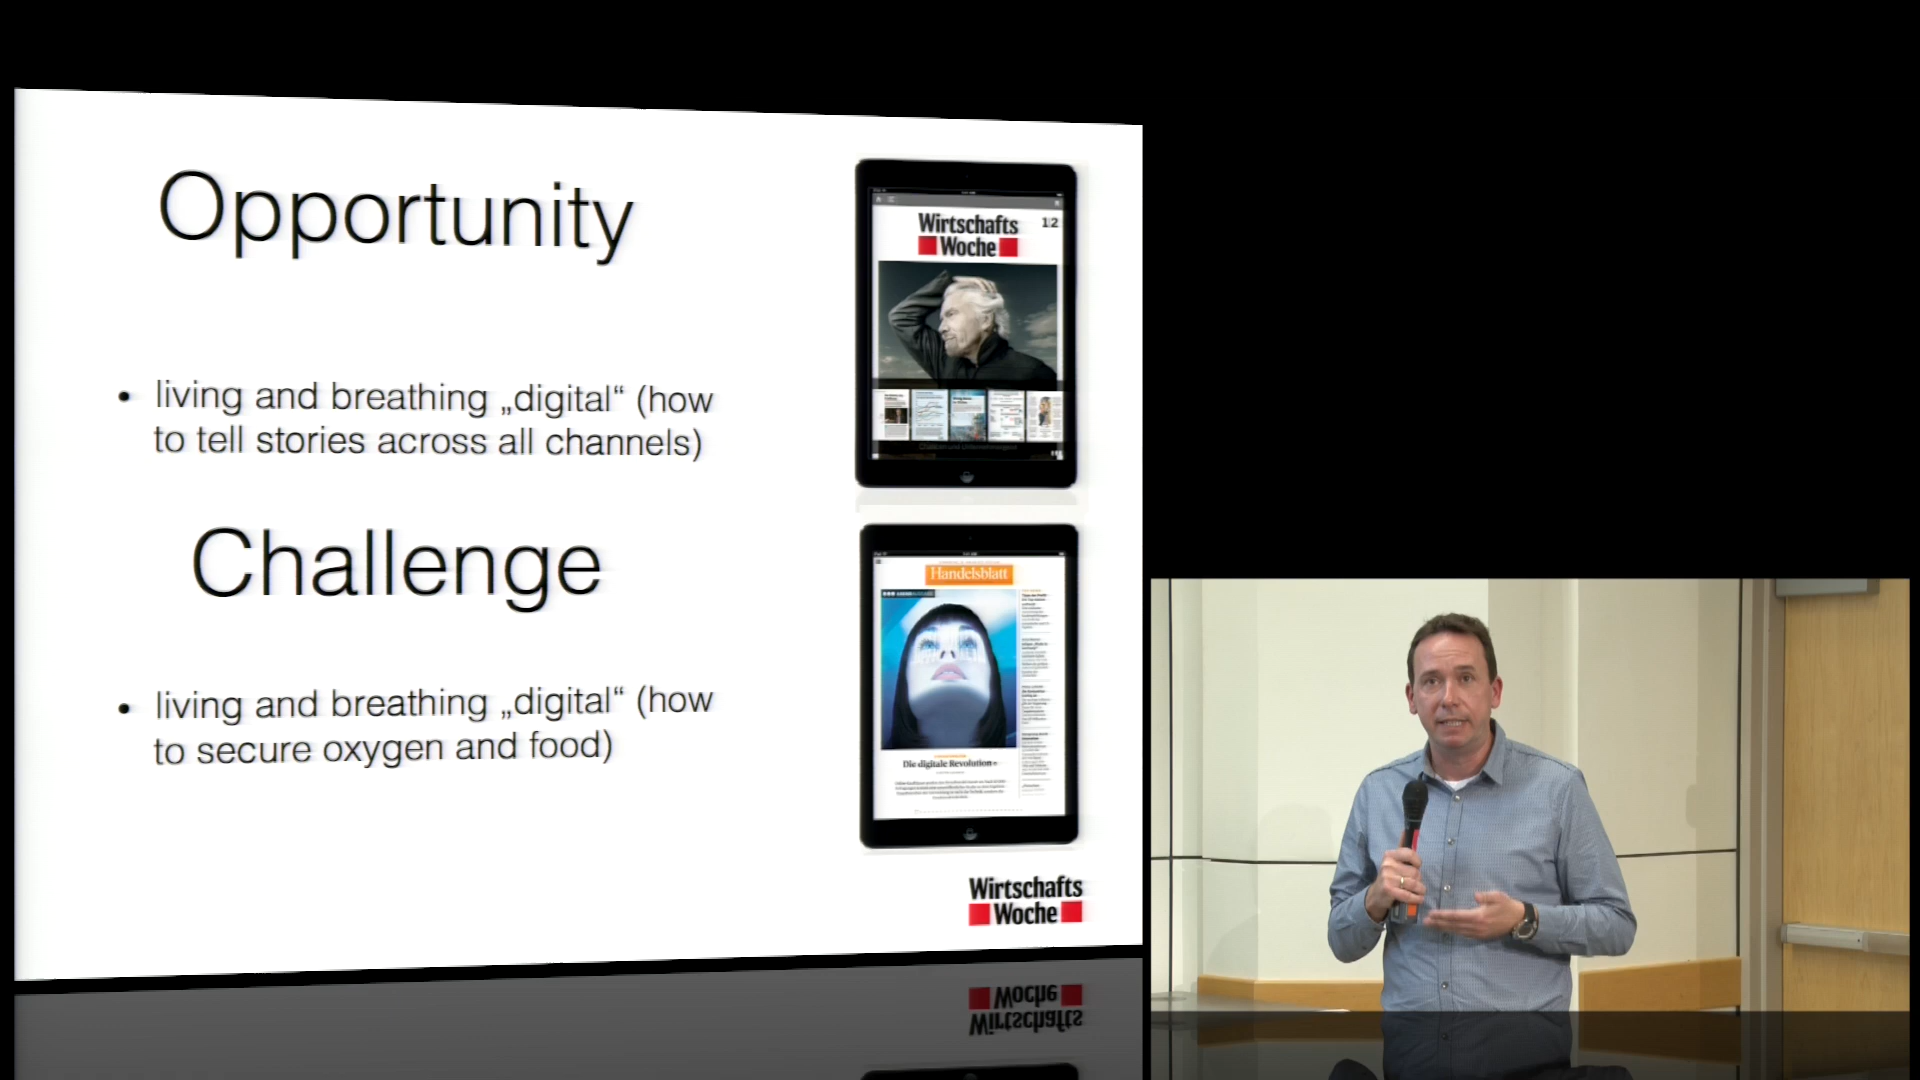 Opportunity
living and breathing „digital“ (how
to tell stories across all channels)
Challenge
living and breathing „digital“ (how
to secure oxygen and food)
Wirtschafts
Woche
12
Handelsblatt
Die digitale Revolution
Wirtschafts
Woche